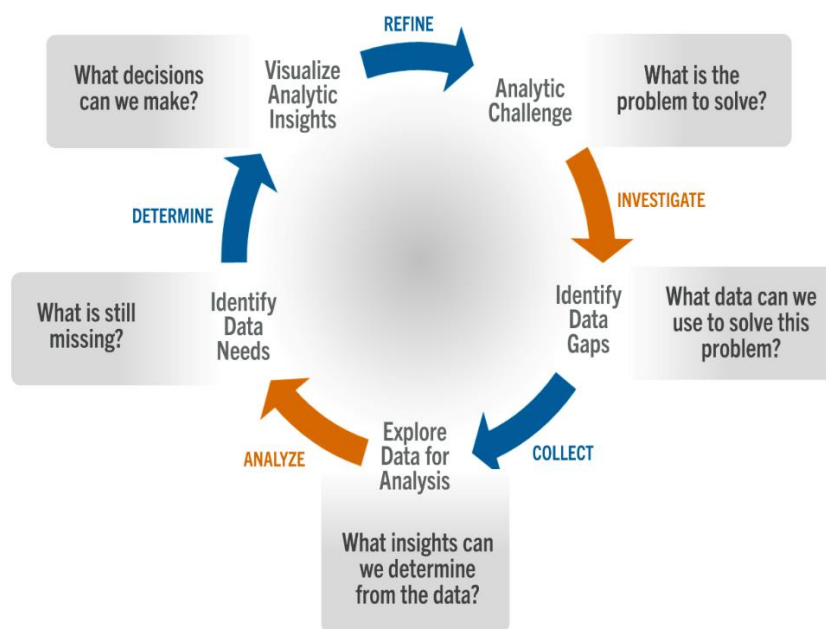 REFINE
What decisions
can we make?
Visualize
Analytic
Insights
Analytic
Challenge
What is the
problem to solve?
DETERMINE
INVESTIGATE
What is still
missing?
Identify
Data
Needs
Identify
Data
Gaps
What data can we
use to solve this
problem?
ANALYZE
Explore
Data for
Analysis
COLLECT
What insights can
we determine
from the data?